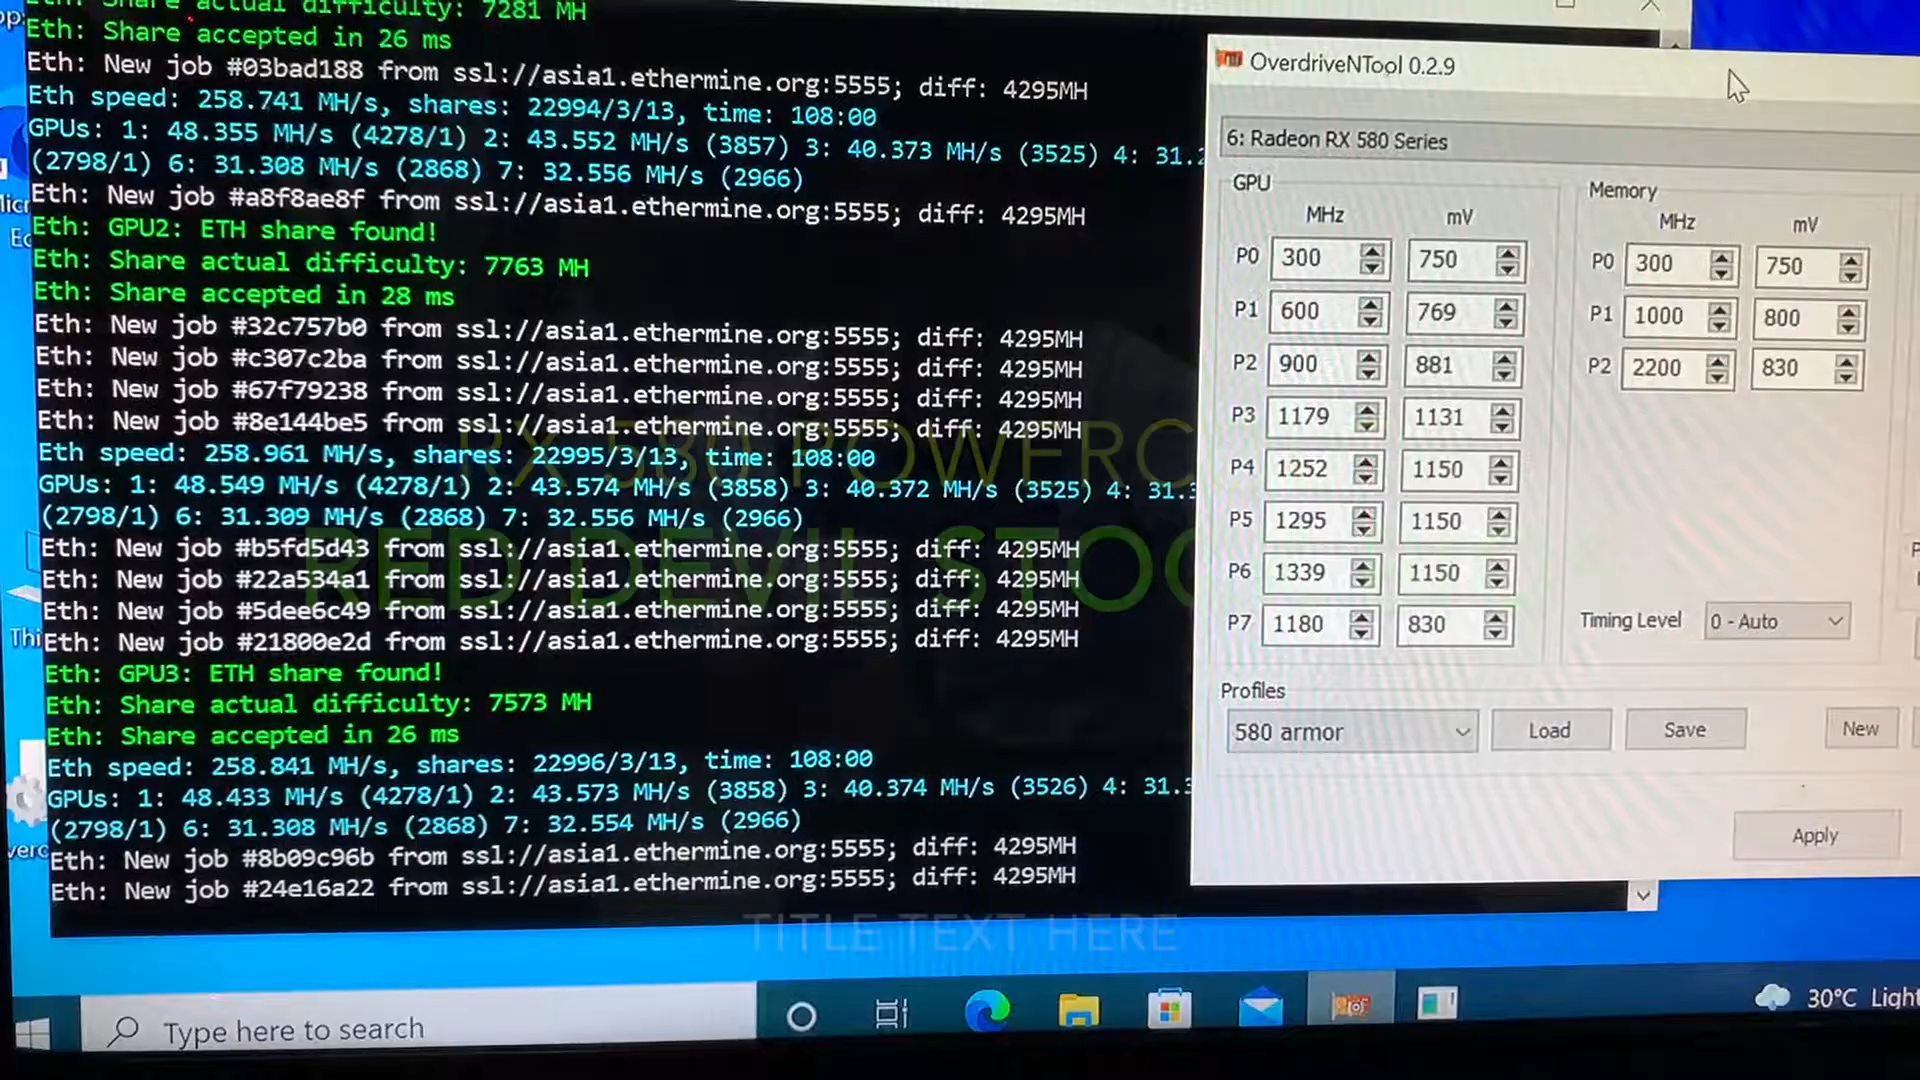 Eth: Share actual difficulty: 7281 MH
Eth: Share accepted in 26 ms
Eth: New job #03bad188 from ssl://asia1.ethermine.org:5555; diff: 4295MH
Eth speed: 258.741 MH/s, shares: 22994/3/13, time: 108:00
GPUs: 1: 48.355 MH/s (4278/1) 2: 43.552 MH/s (3857) 3: 40.373 MH/s (3525) 4: 31.2
(2798/1) 6: 31.308 MH/s (2868) 7: 32.556 MH/s (2966)
Eth: New job #a8f8ae8f from ssl://asia1.ethermine.org:5555; diff: 4295MH
Eth: GPU2: ETH share found!
Eth: Share actual difficulty: 7763 MH
Eth: Share accepted in 28 ms
Eth: New job #32c757b0 from ssl://asia1.ethermine.org:5555; diff: 4295MH
Eth: New job #c307c2ba from ssl://asia1.ethermine.org:5555; diff: 4295MH
Eth: New job #67f79238 from ssl://asia1.ethermine.org:5555; diff: 4295MH
Eth: New job #8e144be5 from ssl://asia1.ethermine.org:5555; diff: 4295MH
Eth speed: 258.961 MH/s, shares: 22995/3/13, time: 108:00
GPUs: 1: 48.549 MH/s (4278/1) 2: 43.574 MH/s (3858) 3: 40.372 MH/s (3525) 4: 31.3
(2798/1) 6: 31.309 MH/s (2868) 7: 32.556 MH/s (2966)
Eth: New job #b5fd5d43 from ssl://asia1.ethermine.org:5555; diff: 4295MH
Eth: New job #22a534a1 from ssl://asia1.ethermine.org:5555; diff: 4295MH
Eth: New job #5dee6c49 from ssl://asia1.ethermine.org:5555; diff: 4295MH
Eth: New job #21800e2d from ssl://asia1.ethermine.org:5555; diff: 4295MH
Eth: GPU3: ETH share found!
Eth: Share actual difficulty: 7573 MH
Eth: Share accepted in 26 ms
Eth speed: 258.841 MH/s, shares: 22996/3/13, time: 108:00
GPUs: 1: 48.433 MH/s (4278/1) 2: 43.573 MH/s (3858) 3: 40.374 MH/s (3526) 4: 31.3
(2798/1) 6: 31.308 MH/s (2868) 7: 32.554 MH/s (2966)
Eth: New job #8b09c96b from ssl://asia1.ethermine.org:5555; diff: 4295MH
Eth: New job #24e16a22 from ssl://asia1.ethermine.org:5555; diff: 4295MH
RX 580 POWERC
RED DEVIL STOC
TITLE TEXT HERE
OverdriveNTool 0.2.9
6: Radeon RX 580 Series
GPU
MHz mV
P0 300 750
P1 600 769
P2 900 881
P3 1179 1131
P4 1252 1150
P5 1295 1150
P6 1339 1150
P7 1180 830
Memory
MHz mV
P0 300 750
P1 1000 800
P2 2200 830
Timing Level 0 - Auto
Profiles
580 armor Load Save New
Apply
Type here to search
30°C Light